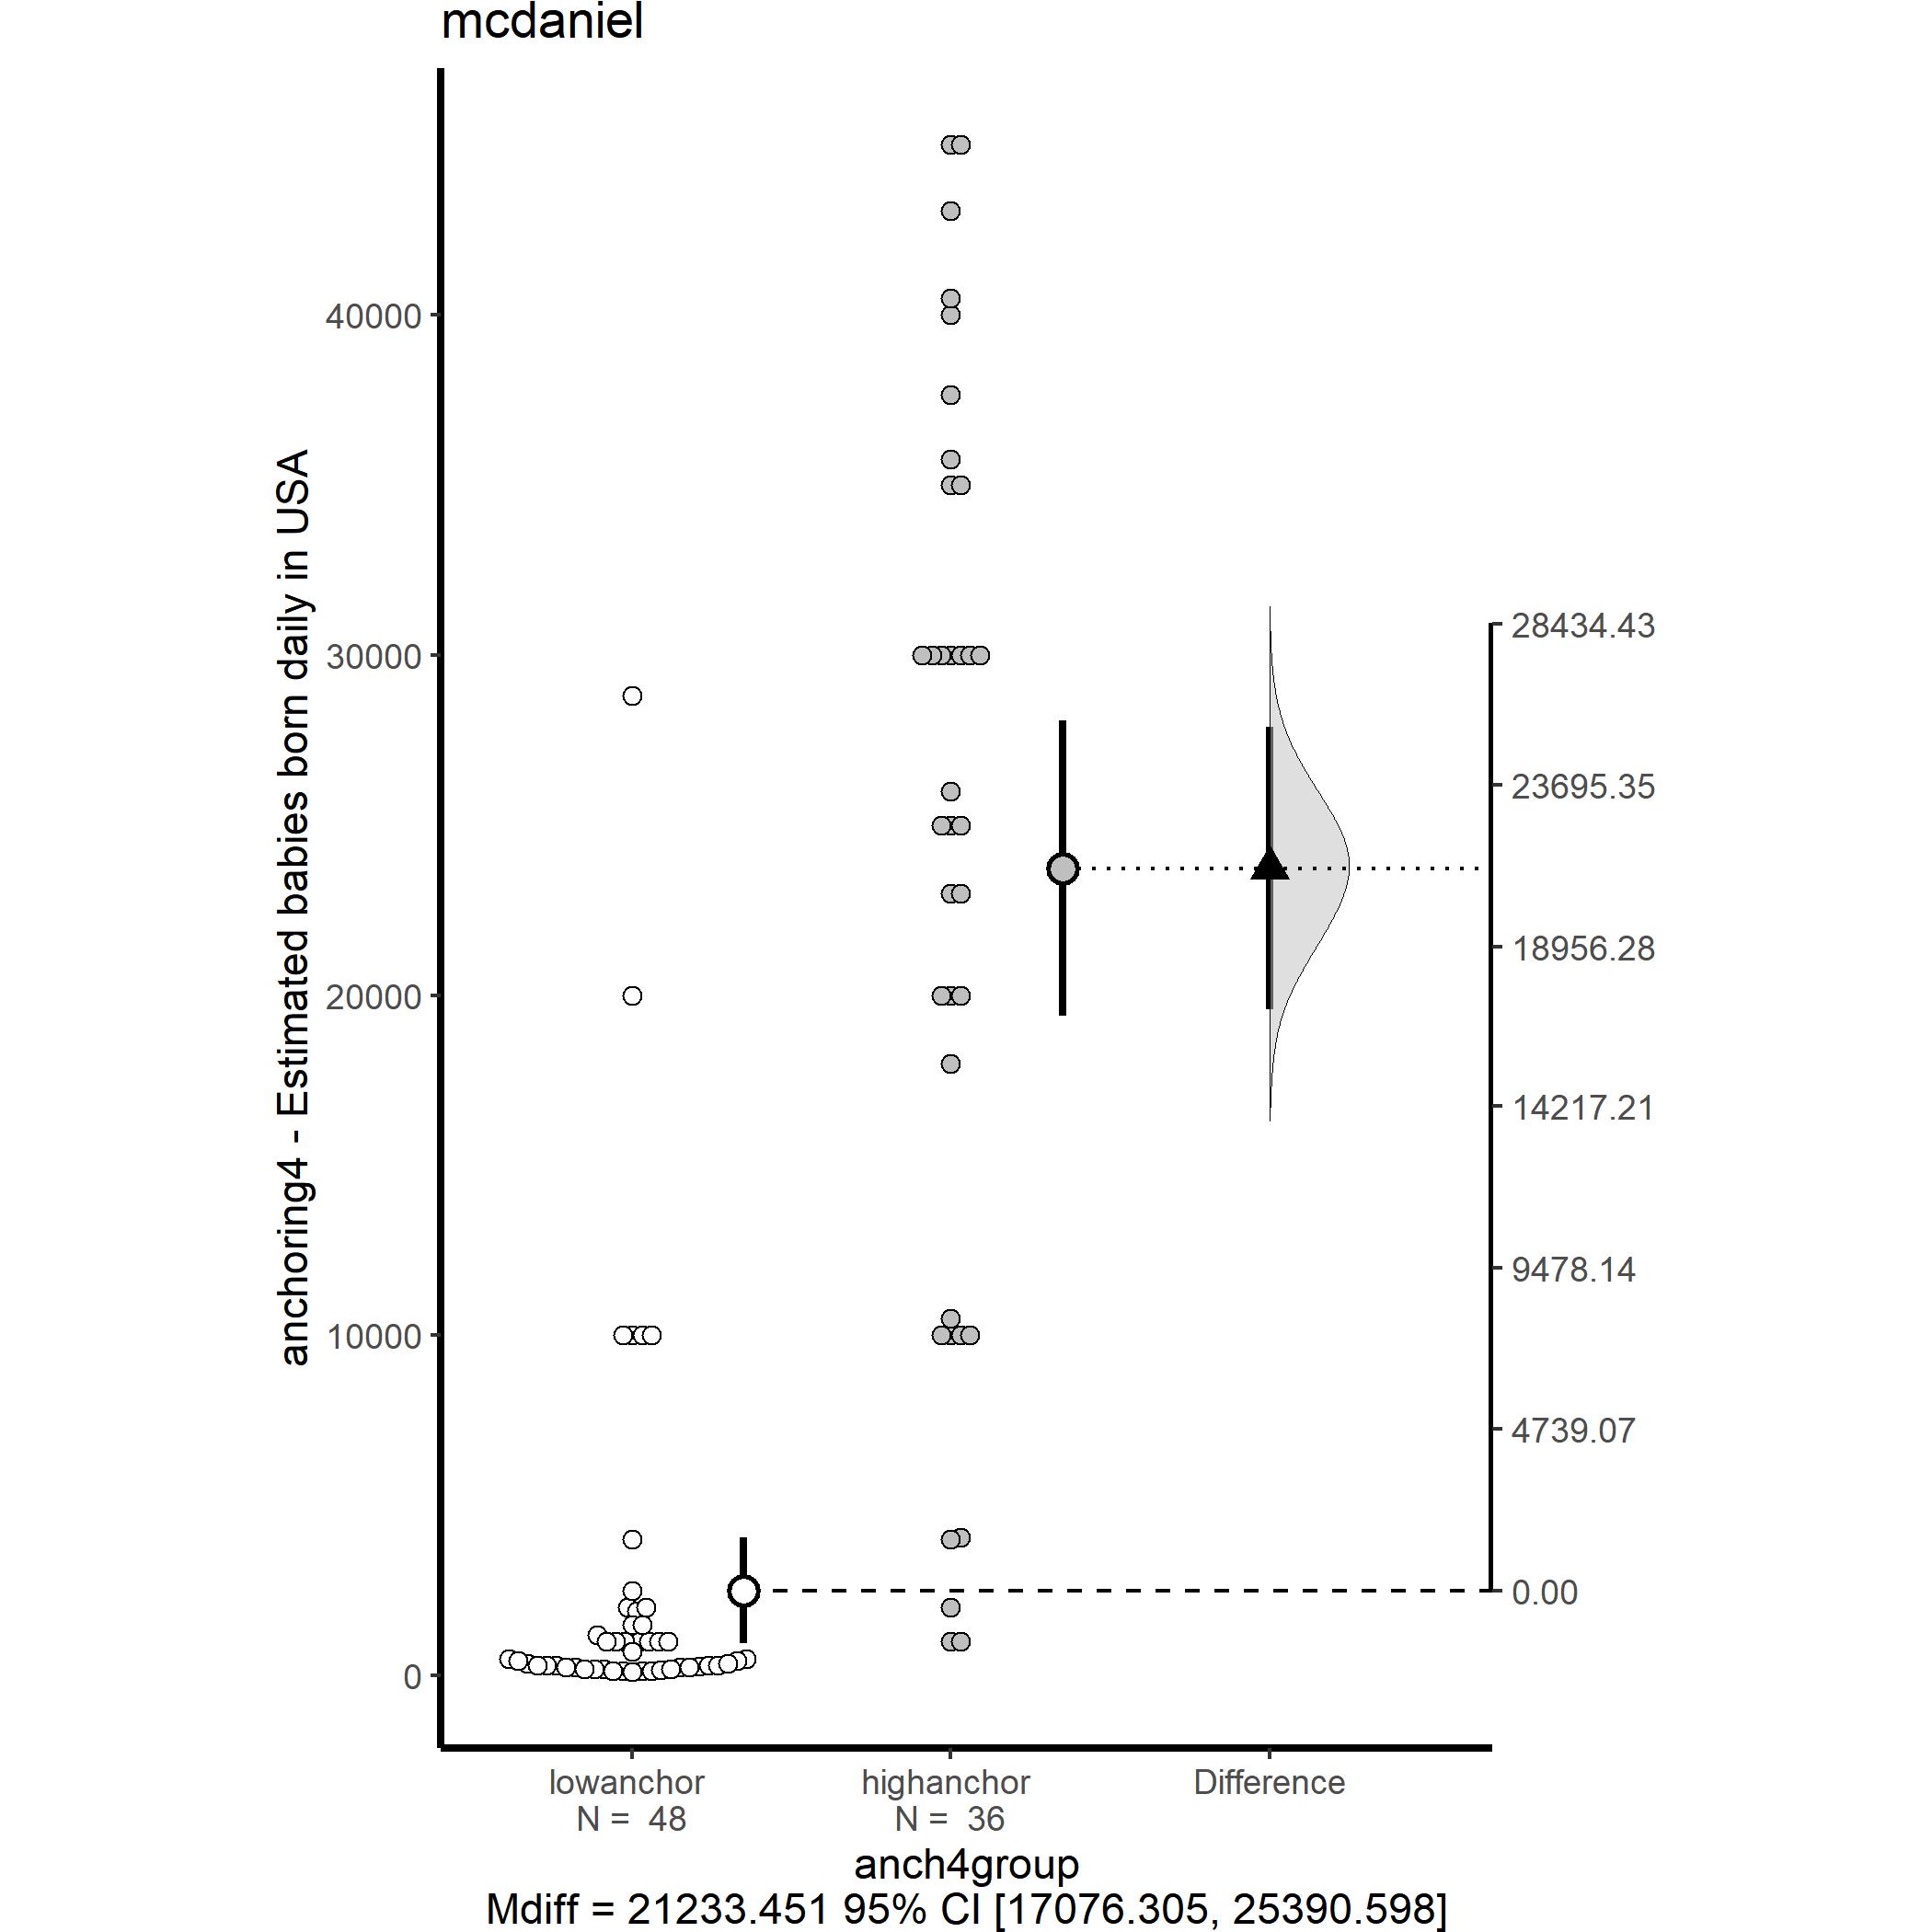 mcdaniel
anchoring4 - Estimated babies born daily in USA
40000
30000
20000
10000
0
28434.43
23695.35
18956.28
14217.21
9478.14
4739.07
0.00
lowanchor
N =  48
highanchor
N =  36
Difference
anch4group
Mdiff = 21233.451 95% CI [17076.305, 25390.598]